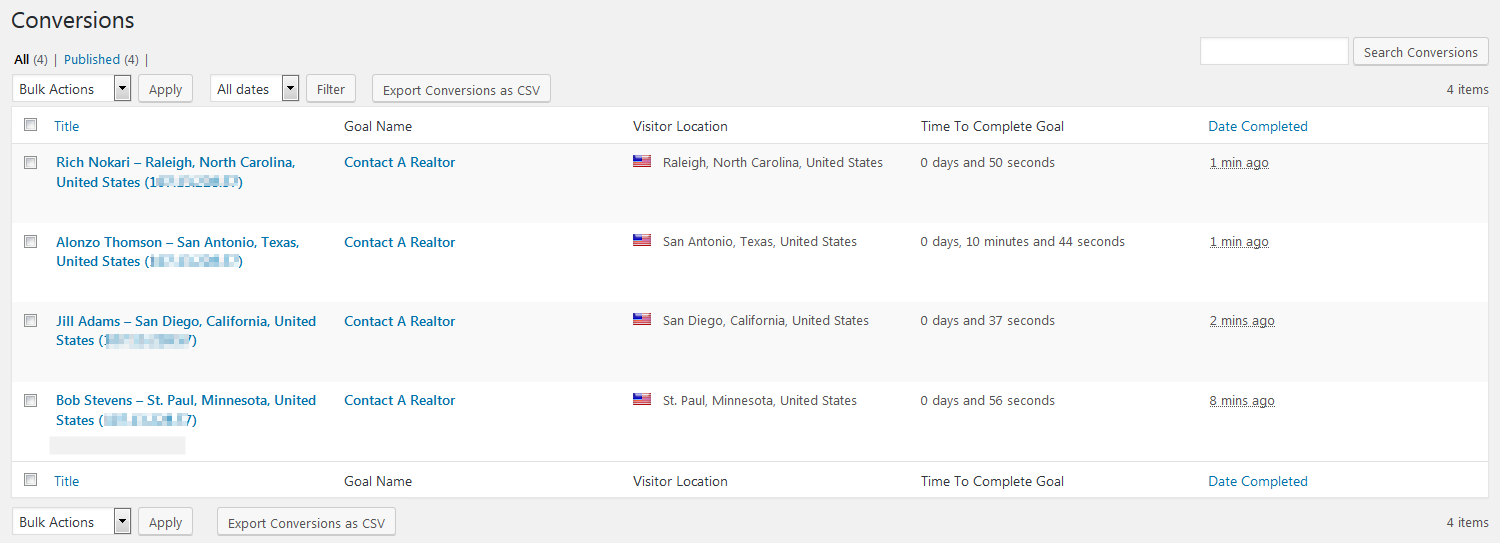 Conversions
All (4) | Published (4) |
Search Conversions
Bulk Actions Apply All dates Filter Export Conversions as CSV 4 items
Title Goal Name Visitor Location Time To Complete Goal Date Completed
Rich Nokari – Raleigh, North Carolina, Contact A Realtor Raleigh, North Carolina, United States 0 days and 50 seconds 1 min ago
United States
Alonzo Thomson – San Antonio, Texas, Contact A Realtor San Antonio, Texas, United States 0 days, 10 minutes and 44 seconds 1 min ago
United States
Jill Adams – San Diego, California, United Contact A Realtor San Diego, California, United States 0 days and 37 seconds 2 mins ago
States
Bob Stevens – St. Paul, Minnesota, United Contact A Realtor St. Paul, Minnesota, United States 0 days and 56 seconds 8 mins ago
States
Title Goal Name Visitor Location Time To Complete Goal Date Completed
Bulk Actions Apply Export Conversions as CSV 4 items